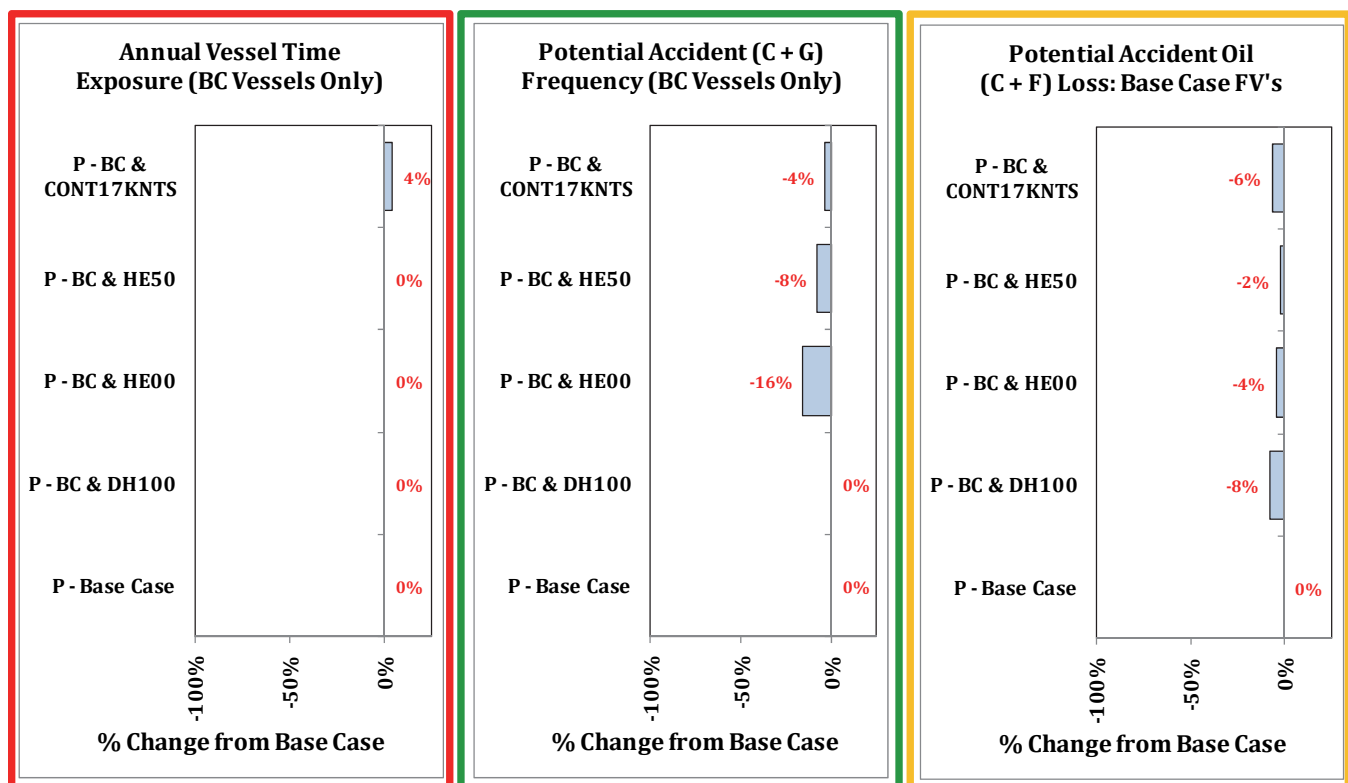 Annual Vessel Time
Exposure (BC Vessels Only)
P - BC &
CONT17KNTS
4%
P - BC & HE50
0%
P - BC & HE00
0%
P - BC & DH100
0%
P - Base Case
0%
-100%
-50%
0%
% Change from Base Case
Potential Accident (C + G)
Frequency (BC Vessels Only)
P - BC &
CONT17KNTS
-4%
P - BC & HE50
-8%
P - BC & HE00
-16%
P - BC & DH100
0%
P - Base Case
0%
-100%
-50%
0%
% Change from Base Case
Potential Accident Oil
(C + F) Loss: Base Case FV's
P - BC &
CONT17KNTS
-6%
P - BC & HE50
-2%
P - BC & HE00
-4%
P - BC & DH100
-8%
P - Base Case
0%
-100%
-50%
0%
% Change from Base Case